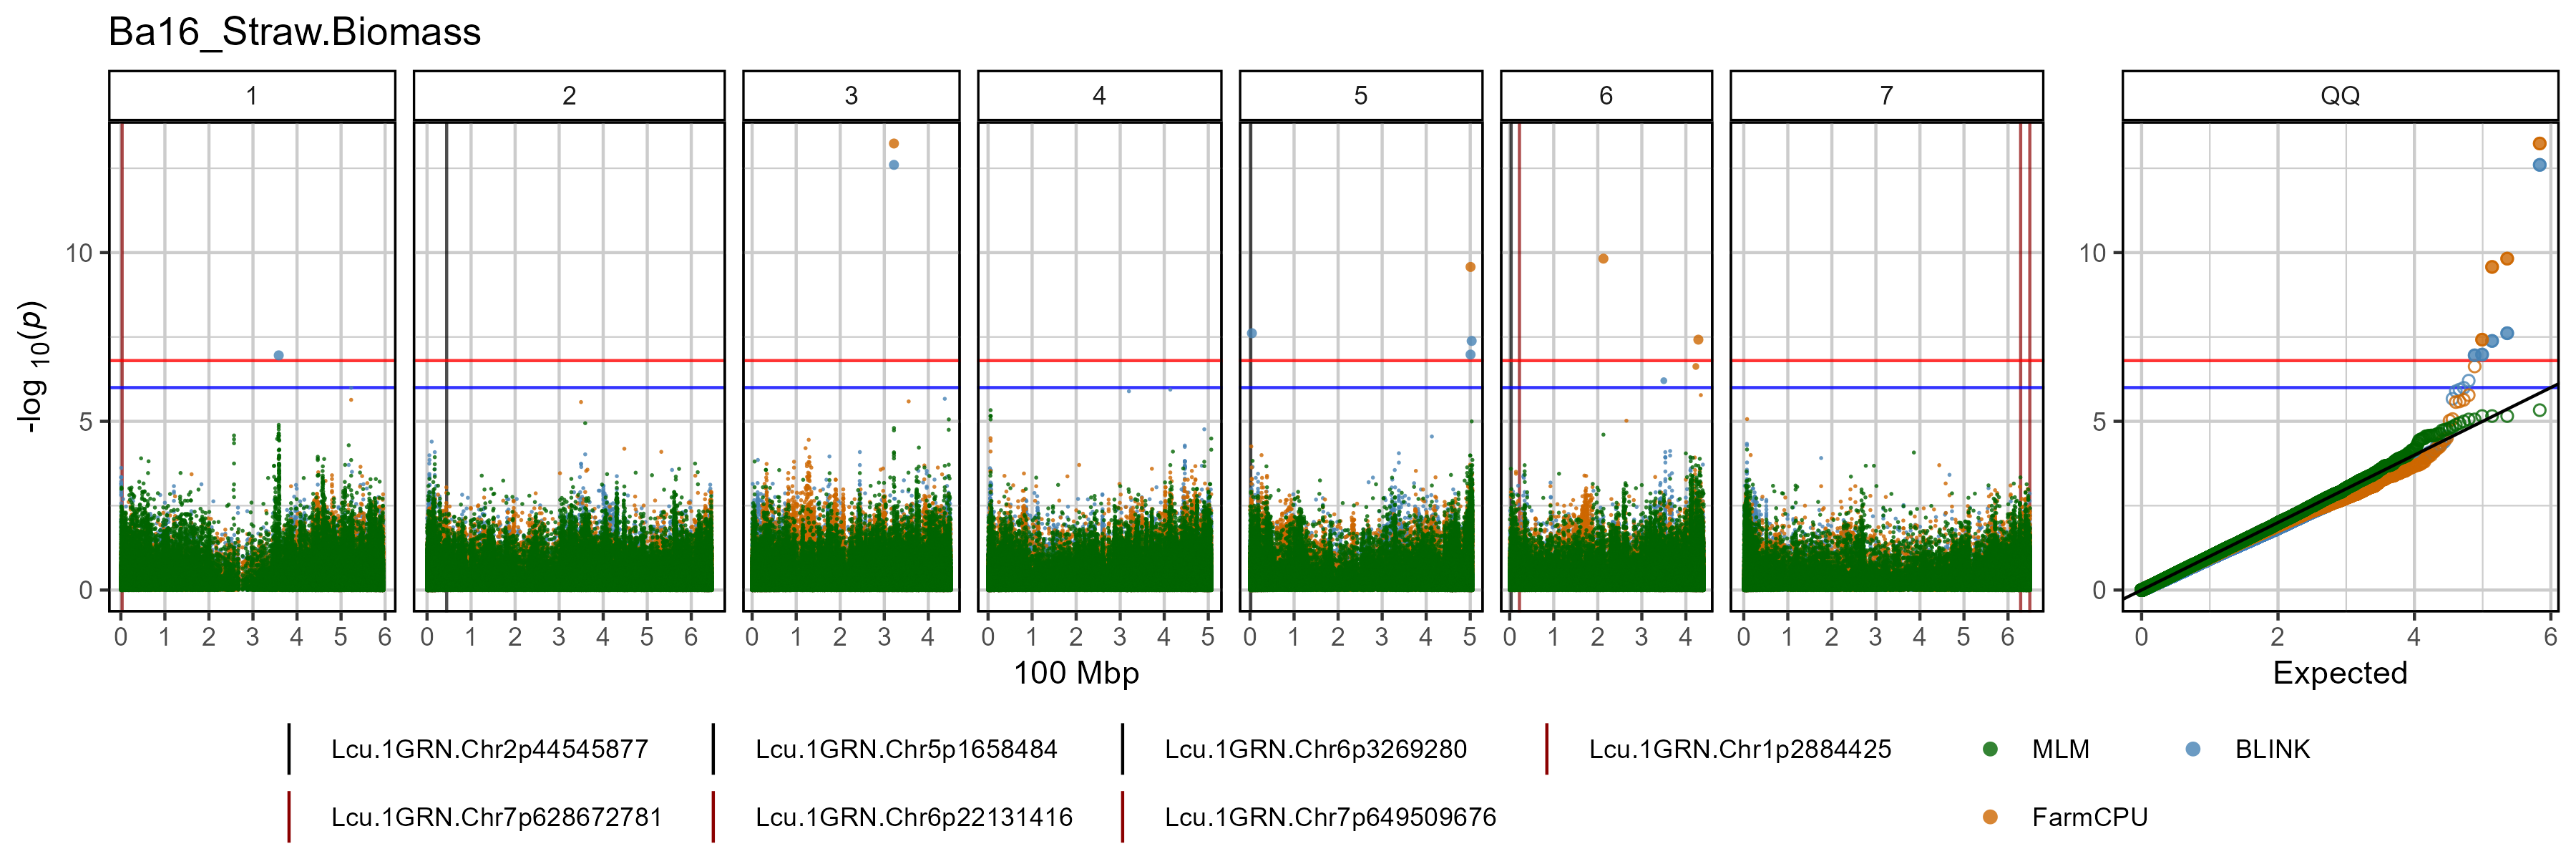 Ba16_Straw.Biomass
1 2 3 4 5 6 7 QQ
10 10
5 5
0 0
-log 10(p)
0 1 2 3 4 5 6 0 1 2 3 4 5 6 0 1 2 3 4 0 1 2 3 4 5 0 1 2 3 4 5 0 1 2 3 4 0 1 2 3 4 5 6 0 2 4 6
100 Mbp Expected
Lcu.1GRN.Chr2p44545877 Lcu.1GRN.Chr5p1658484 Lcu.1GRN.Chr6p3269280 Lcu.1GRN.Chr1p2884425 MLM BLINK
Lcu.1GRN.Chr7p628672781 Lcu.1GRN.Chr6p22131416 Lcu.1GRN.Chr7p649509676 FarmCPU